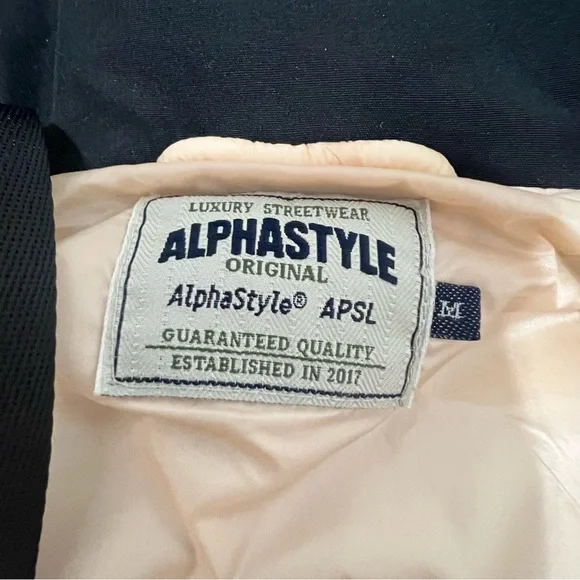 LUXURY STREETWEAR
ALPHASTYLE
ORIGINAL
AlphaStyle® APSL
GUARANTEED QUALITY
ESTABLISHED IN 2017
M